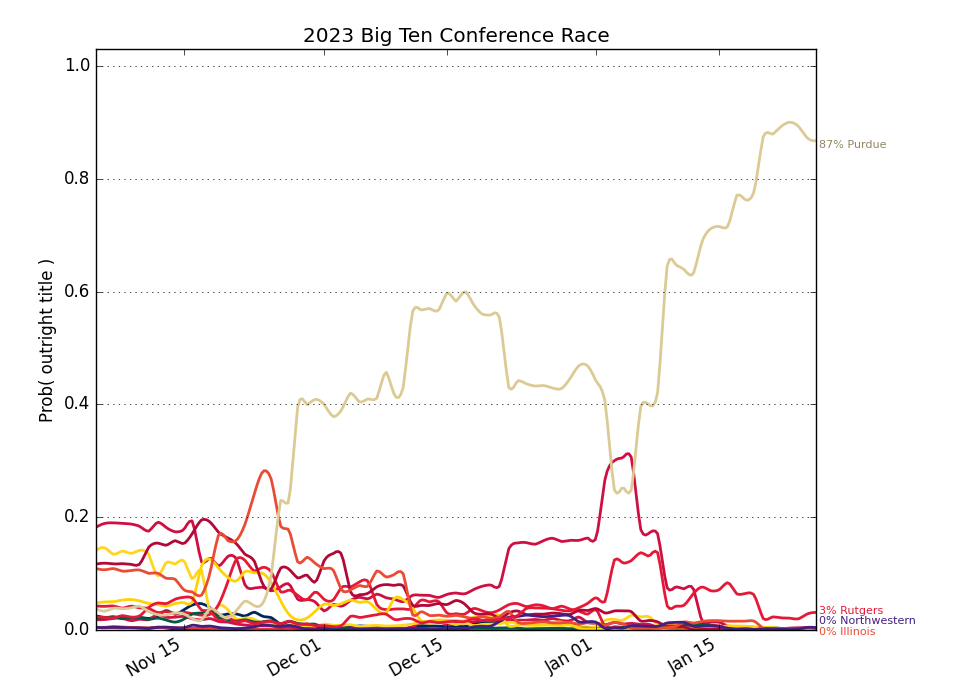 2023 Big Ten Conference Race
Prob( outright title )
1.0
0.8
0.6
0.4
0.2
0.0
Nov 15
Dec 01
Dec 15
Jan 01
Jan 15
87% Purdue
3% Rutgers
0% Northwestern
0% Illinois